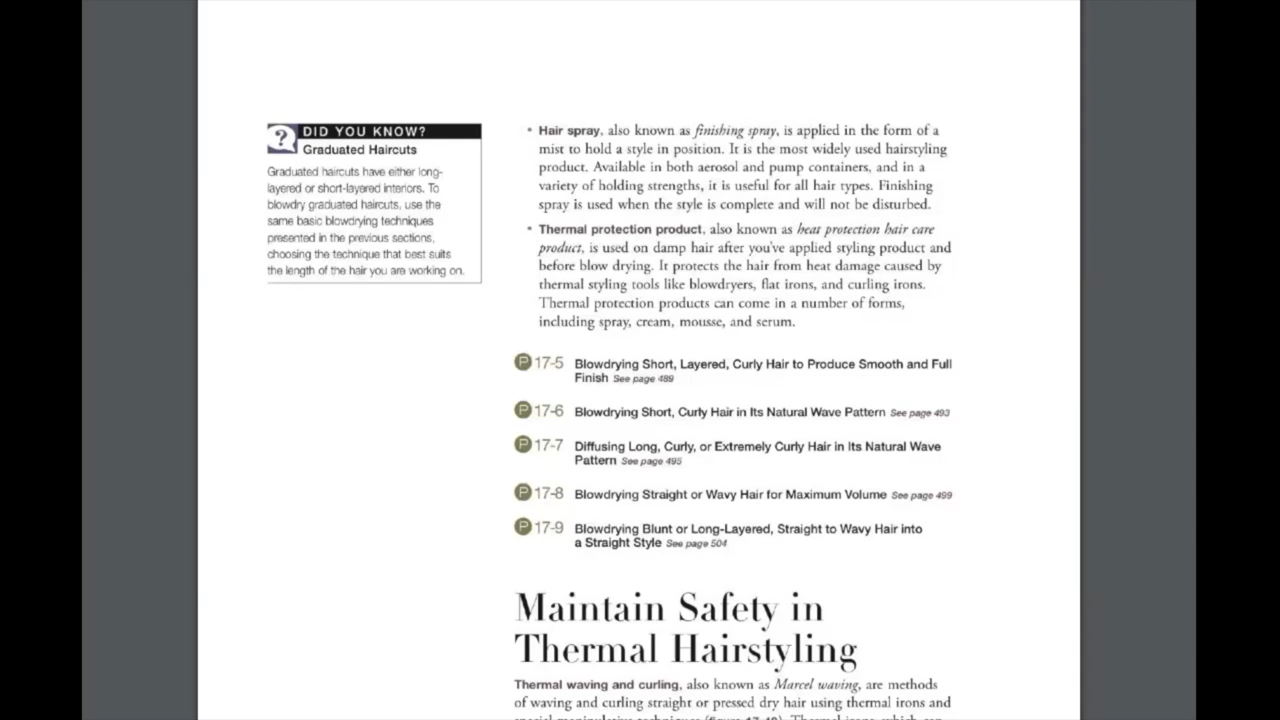 DID YOU KNOW?
Graduated Haircuts
Graduated haircuts have either long-
layered or short-layered interiors. To
blowdry graduated haircuts, use the
same basic blowdrying techniques
presented in the previous sections,
choosing the technique that best suits
the length of the hair you are working on.
• Hair spray, also known as finishing spray, is applied in the form of a
mist to hold a style in position. It is the most widely used hairstyling
product. Available in both aerosol and pump containers, and in a
variety of holding strengths, it is useful for all hair types. Finishing
spray is used when the style is complete and will not be disturbed.
• Thermal protection product, also known as heat protection hair care
product, is used on damp hair after you've applied styling product and
before blow drying. It protects the hair from heat damage caused by
thermal styling tools like blowdryers, flat irons, and curling irons.
Thermal protection products can come in a number of forms,
including spray, cream, mousse, and serum.
P 17-5 Blowdrying Short, Layered, Curly Hair to Produce Smooth and Full
Finish See page 489
P 17-6 Blowdrying Short, Curly Hair in Its Natural Wave Pattern See page 493
P 17-7 Diffusing Long, Curly, or Extremely Curly Hair in Its Natural Wave
Pattern See page 495
P 17-8 Blowdrying Straight or Wavy Hair for Maximum Volume See page 499
P 17-9 Blowdrying Blunt or Long-Layered, Straight to Wavy Hair into
a Straight Style See page 504
Maintain Safety in
Thermal Hairstyling
Thermal waving and curling, also known as Marcel waving, are methods
of waving and curling straight or pressed dry hair using thermal irons and